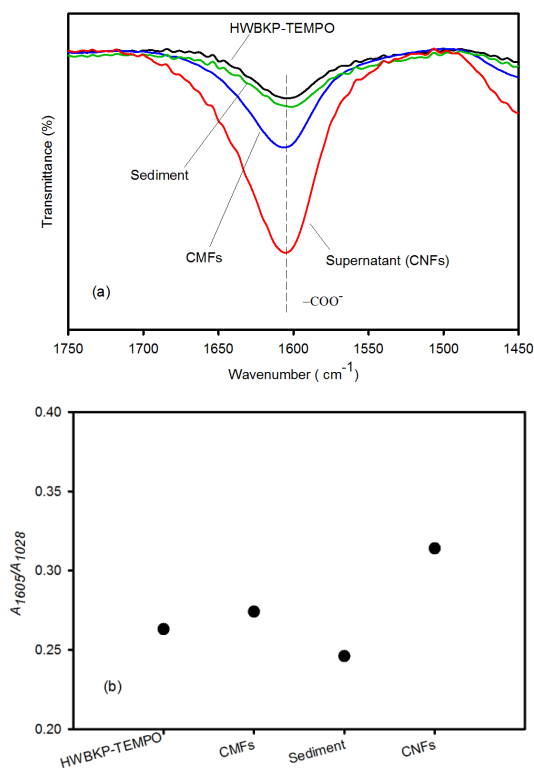 HWBKP-TEMPO
Transmittance (%)
Sediment
CMFs
Supernatant (CNFs)
(a)
–COO⁻
1750 1700 1650 1600 1550 1500 1450
Wavenumber ( cm⁻¹)
0.40
0.35
0.30
0.25
0.20
A1605/A1028
(b)
HWBKP-TEMPO CMFs Sediment CNFs